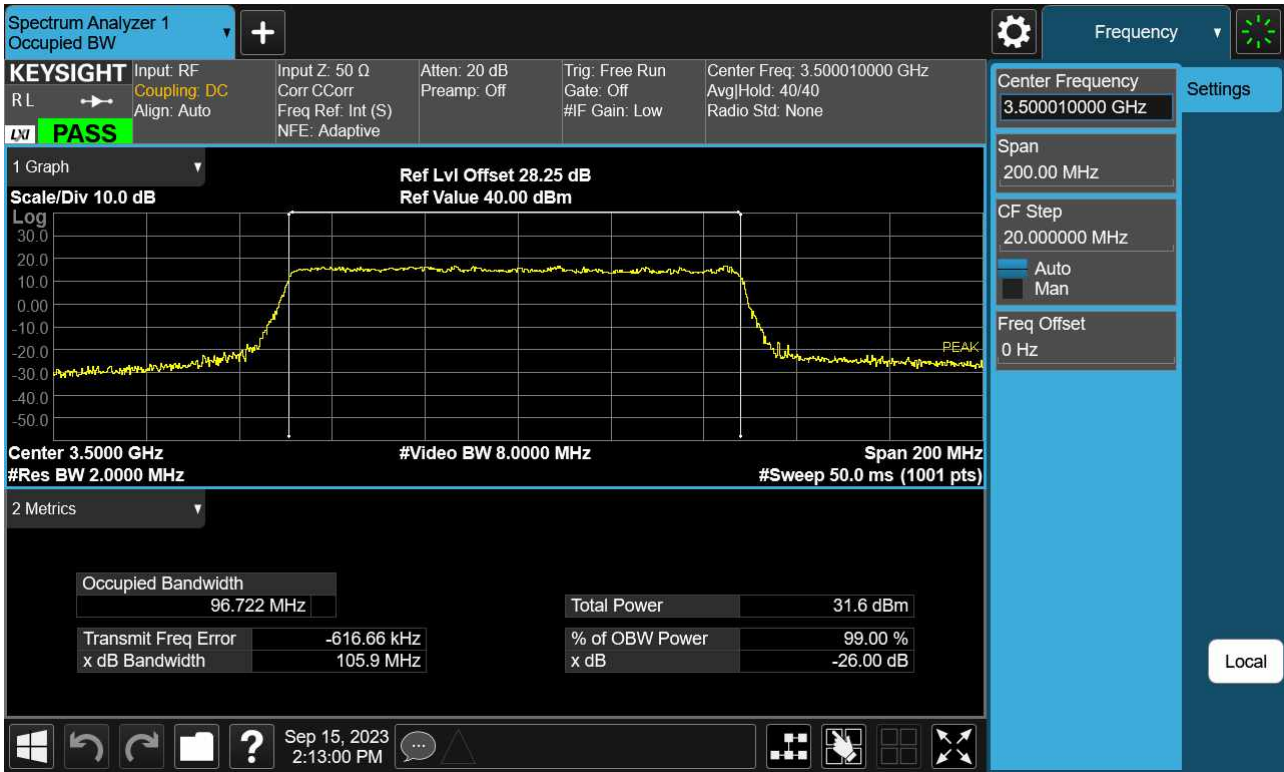 Spectrum Analyzer 1
Occupied BW
▼
+
Frequency
▼
KEYSIGHT
R L
LXI
PASS
Input: RF
Coupling: DC
Align: Auto
Input Z: 50 Ω
Corr CCorr
Freq Ref: Int (S)
NFE: Adaptive
Atten: 20 dB
Preamp: Off
Trig: Free Run
Gate: Off
#IF Gain: Low
Center Freq: 3.500010000 GHz
Avg|Hold: 40/40
Radio Std: None
Center Frequency
3.500010000 GHz
Settings
Span
200.00 MHz
CF Step
20.000000 MHz
Auto
Man
Freq Offset
0 Hz
1 Graph ▼
Ref Lvl Offset 28.25 dB
Scale/Div 10.0 dB
Ref Value 40.00 dBm
Log
30.0
20.0
10.0
0.00
-10.0
-20.0
-30.0
-40.0
-50.0
PEAK
Center 3.5000 GHz
#Video BW 8.0000 MHz
Span 200 MHz
#Res BW 2.0000 MHz
#Sweep 50.0 ms (1001 pts)
2 Metrics ▼
Occupied Bandwidth
96.722 MHz
Total Power 31.6 dBm
Transmit Freq Error -616.66 kHz
% of OBW Power 99.00 %
x dB Bandwidth 105.9 MHz
x dB -26.00 dB
Local
?
Sep 15, 2023
2:13:00 PM